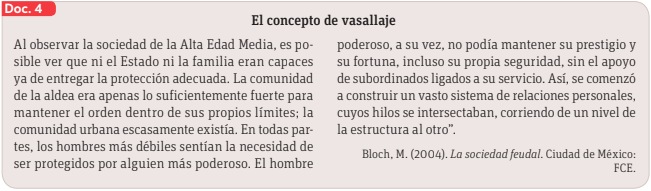 Doc. 4
El concepto de vasallaje
Al observar la sociedad de la Alta Edad Media, es po-
sible ver que ni el Estado ni la familia eran capaces
ya de entregar la protección adecuada. La comunidad
de la aldea era apenas lo suficientemente fuerte para
mantener el orden dentro de sus propios límites; la
comunidad urbana escasamente existía. En todas par-
tes, los hombres más débiles sentían la necesidad de
ser protegidos por alguien más poderoso. El hombre
poderoso, a su vez, no podía mantener su prestigio y
su fortuna, incluso su propia seguridad, sin el apoyo
de subordinados ligados a su servicio. Así, se comenzó
a construir un vasto sistema de relaciones personales,
cuyos hilos se intersectaban, corriendo de un nivel de
la estructura al otro”.
Bloch, M. (2004). La sociedad feudal. Ciudad de México:
FCE.